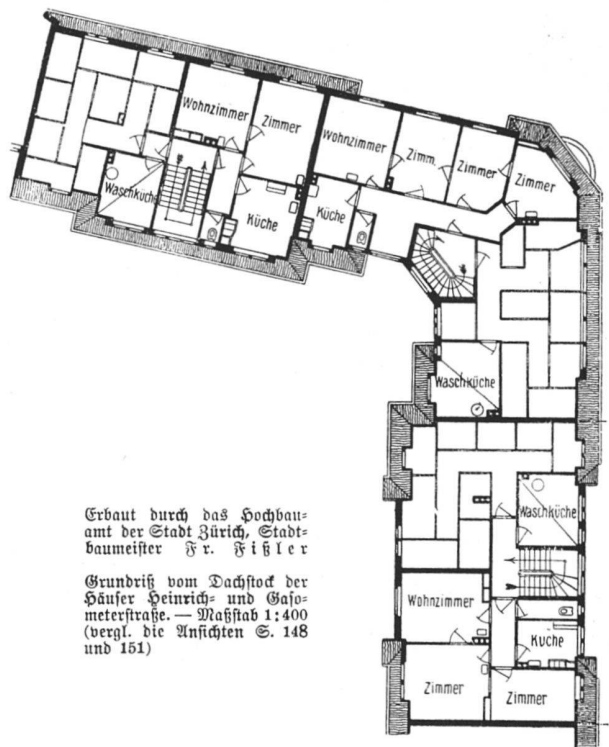 Wohnzimmer
Zimmer
Wohnzimmer
Zimm.
Zimmer
Zimmer
Waschküche
Küche
Küche
Waschküche
Waschküche
Wohnzimmer
Küche
Zimmer
Zimmer
Erbaut durch das Hochbau=
amt der Stadt Zürich, Stadt=
baumeister Fr. Fißler
Grundriß vom Dachstock der
Häuser Heinrich= und Gaso=
meterstraße. — Maßstab 1:400
(vergl. die Ansichten S. 148
und 151)